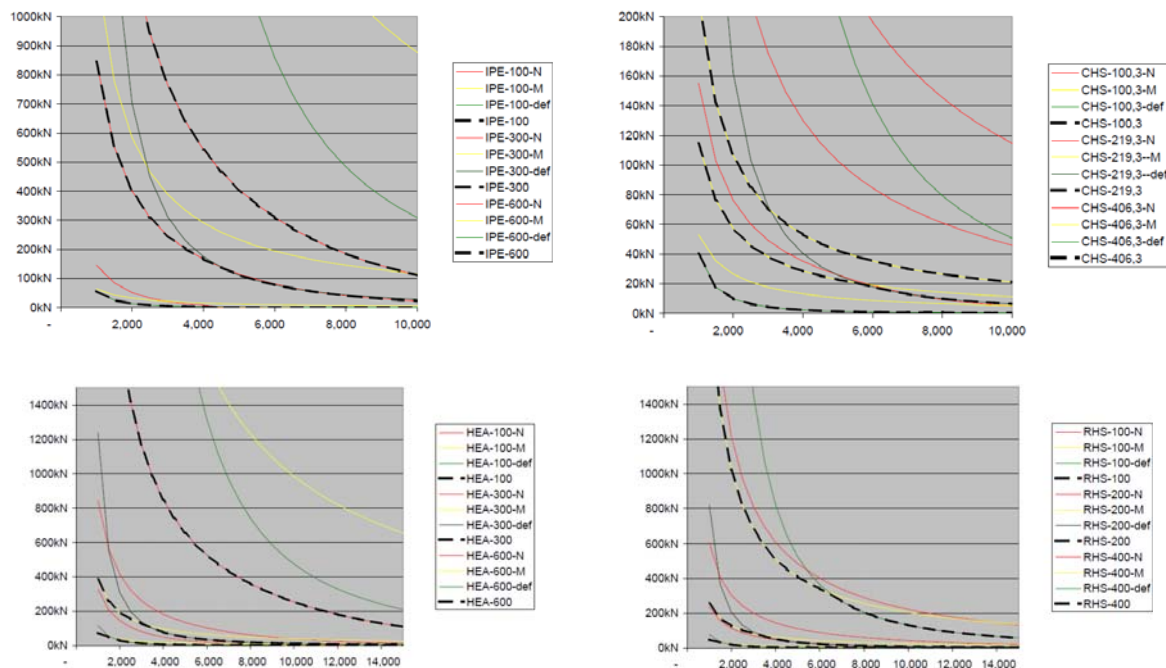 1000kN
900kN
800kN
700kN
600kN
500kN
400kN
300kN
200kN
100kN
0kN
- 2,000 4,000 6,000 8,000 10,000
IPE-100-N
IPE-100-M
IPE-100-def
IPE-100
IPE-300-N
IPE-300-M
IPE-300-def
IPE-300
IPE-600-N
IPE-600-M
IPE-600-def
IPE-600
200kN
180kN
160kN
140kN
120kN
100kN
80kN
60kN
40kN
20kN
0kN
- 2,000 4,000 6,000 8,000 10,000
CHS-100,3-N
CHS-100,3-M
CHS-100,3-def
CHS-100,3
CHS-219,3-N
CHS-219,3--M
CHS-219,3--def
CHS-219,3
CHS-406,3-N
CHS-406,3-M
CHS-406,3-def
CHS-406,3
1400kN
1200kN
1000kN
800kN
600kN
400kN
200kN
0kN
- 2,000 4,000 6,000 8,000 10,000 12,000 14,000
HEA-100-N
HEA-100-M
HEA-100-def
HEA-100
HEA-300-N
HEA-300-M
HEA-300-def
HEA-300
HEA-600-N
HEA-600-M
HEA-600-def
HEA-600
1400kN
1200kN
1000kN
800kN
600kN
400kN
200kN
0kN
- 2,000 4,000 6,000 8,000 10,000 12,000 14,000
RHS-100-N
RHS-100-M
RHS-100-def
RHS-100
RHS-200-N
RHS-200-M
RHS-200-def
RHS-200
RHS-400-N
RHS-400-M
RHS-400-def
RHS-400